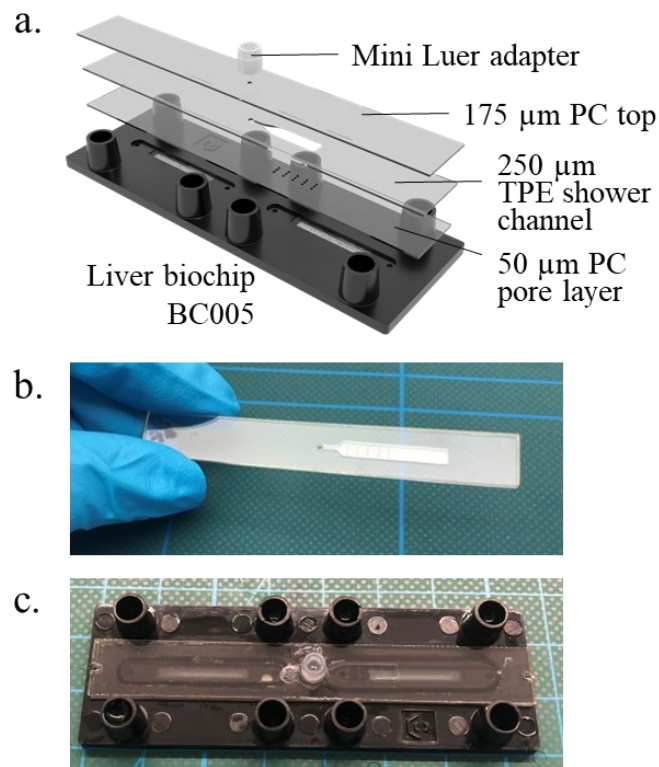 a.
Mini Luer adapter
175 µm PC top
250 µm
TPE shower
channel
50 µm PC
pore layer
Liver biochip
BC005
b.
c.